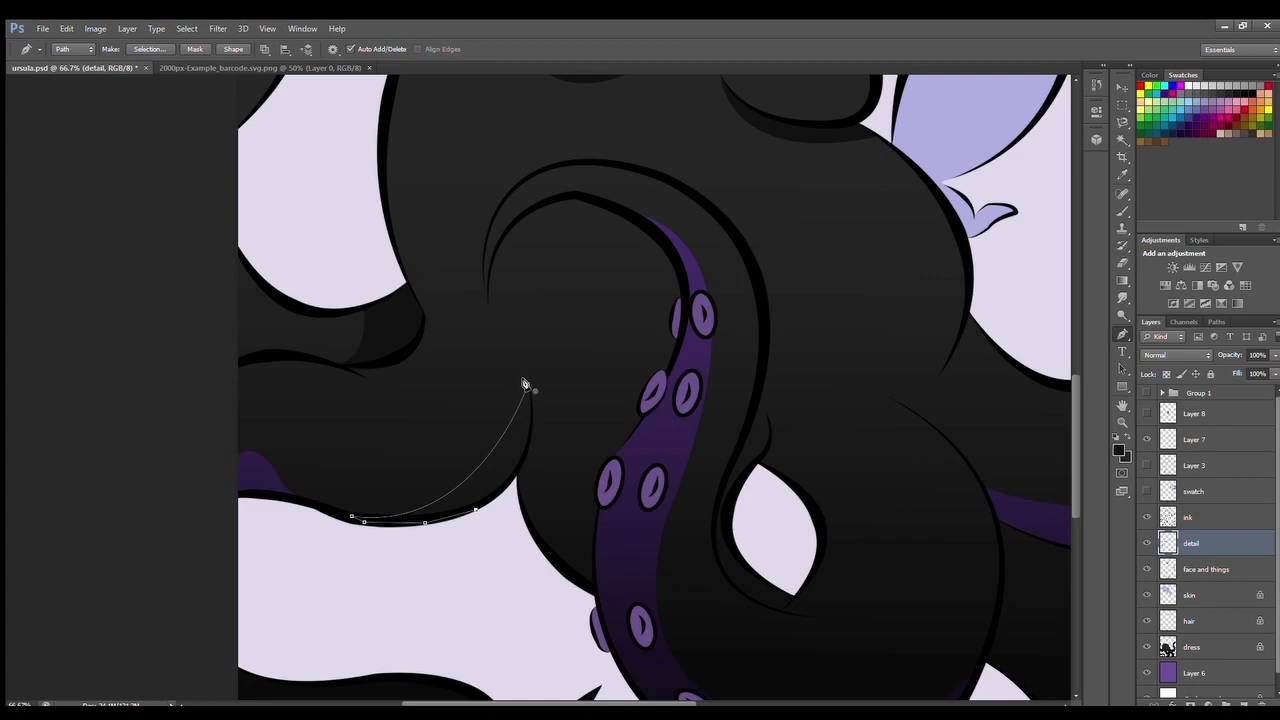 Ps File Edit Image Layer Type Select Filter 3D View Window Help
Path Make: Selection... Mask Shape Auto Add/Delete Align Edges Essentials
ursula.psd @ 66.7% (detail, RGB/8) * × 2000px-Example_barcode.svg.png @ 50% (Layer 0, RGB/8) ×
Color Swatches
Adjustments Styles
Add an adjustment
Layers Channels Paths
Kind
Normal Opacity: 100%
Lock: Fill: 100%
Group 1
Layer 8
Layer 7
Layer 3
swatch
ink
detail
face and things
skin
hair
dress
Layer 6